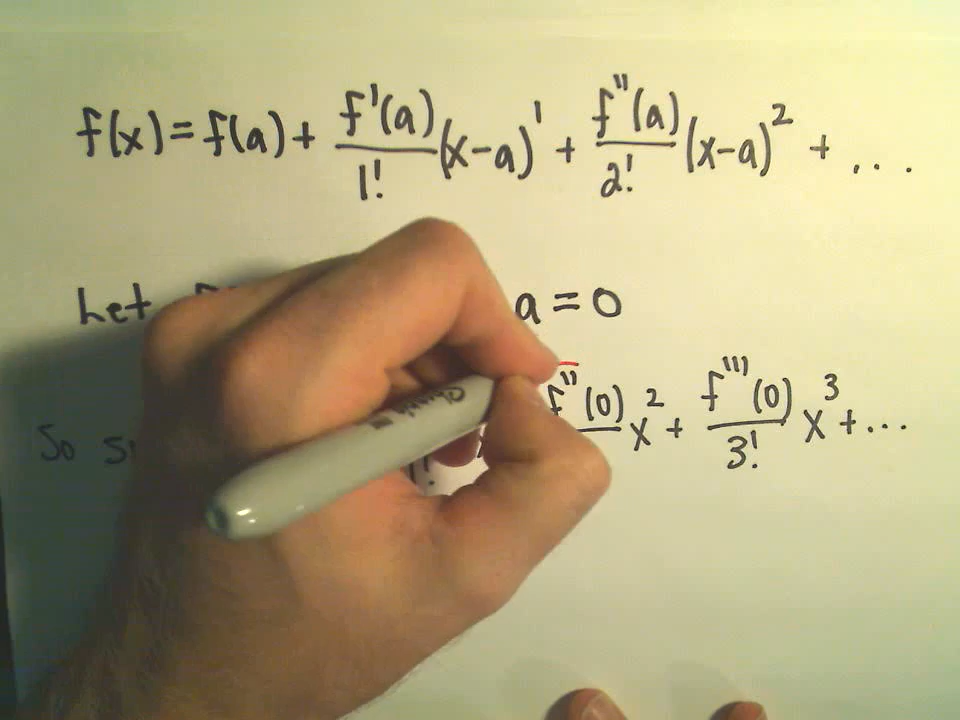 f(x) = f(a) + f'(a)/1! (x-a)^1 + f''(a)/2! (x-a)^2 + ...
Let a = 0
So f''(0) x^2 + f'''(0)/3! x^3 + ...